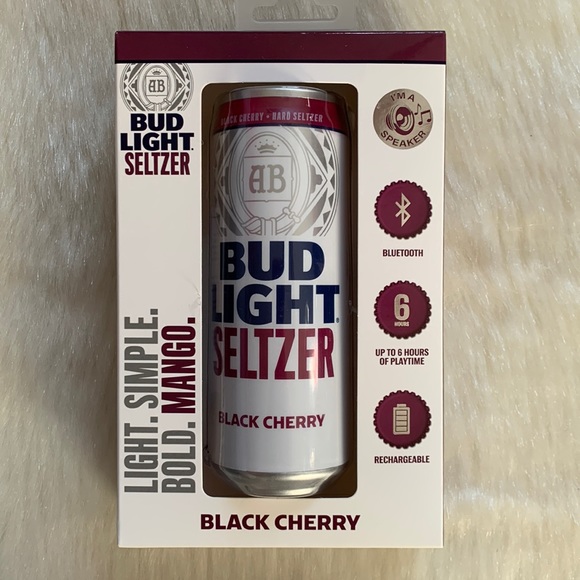 AB
BUD
LIGHT
SELTZER
LIGHT. SIMPLE.
BOLD. MANGO.
BLACK CHERRY • HARD SELTZER
AB
BUD
LIGHT
SELTZER
BLACK CHERRY
I'M A
SPEAKER
BLUETOOTH
6
HOURS
UP TO 6 HOURS
OF PLAYTIME
RECHARGEABLE
BLACK CHERRY